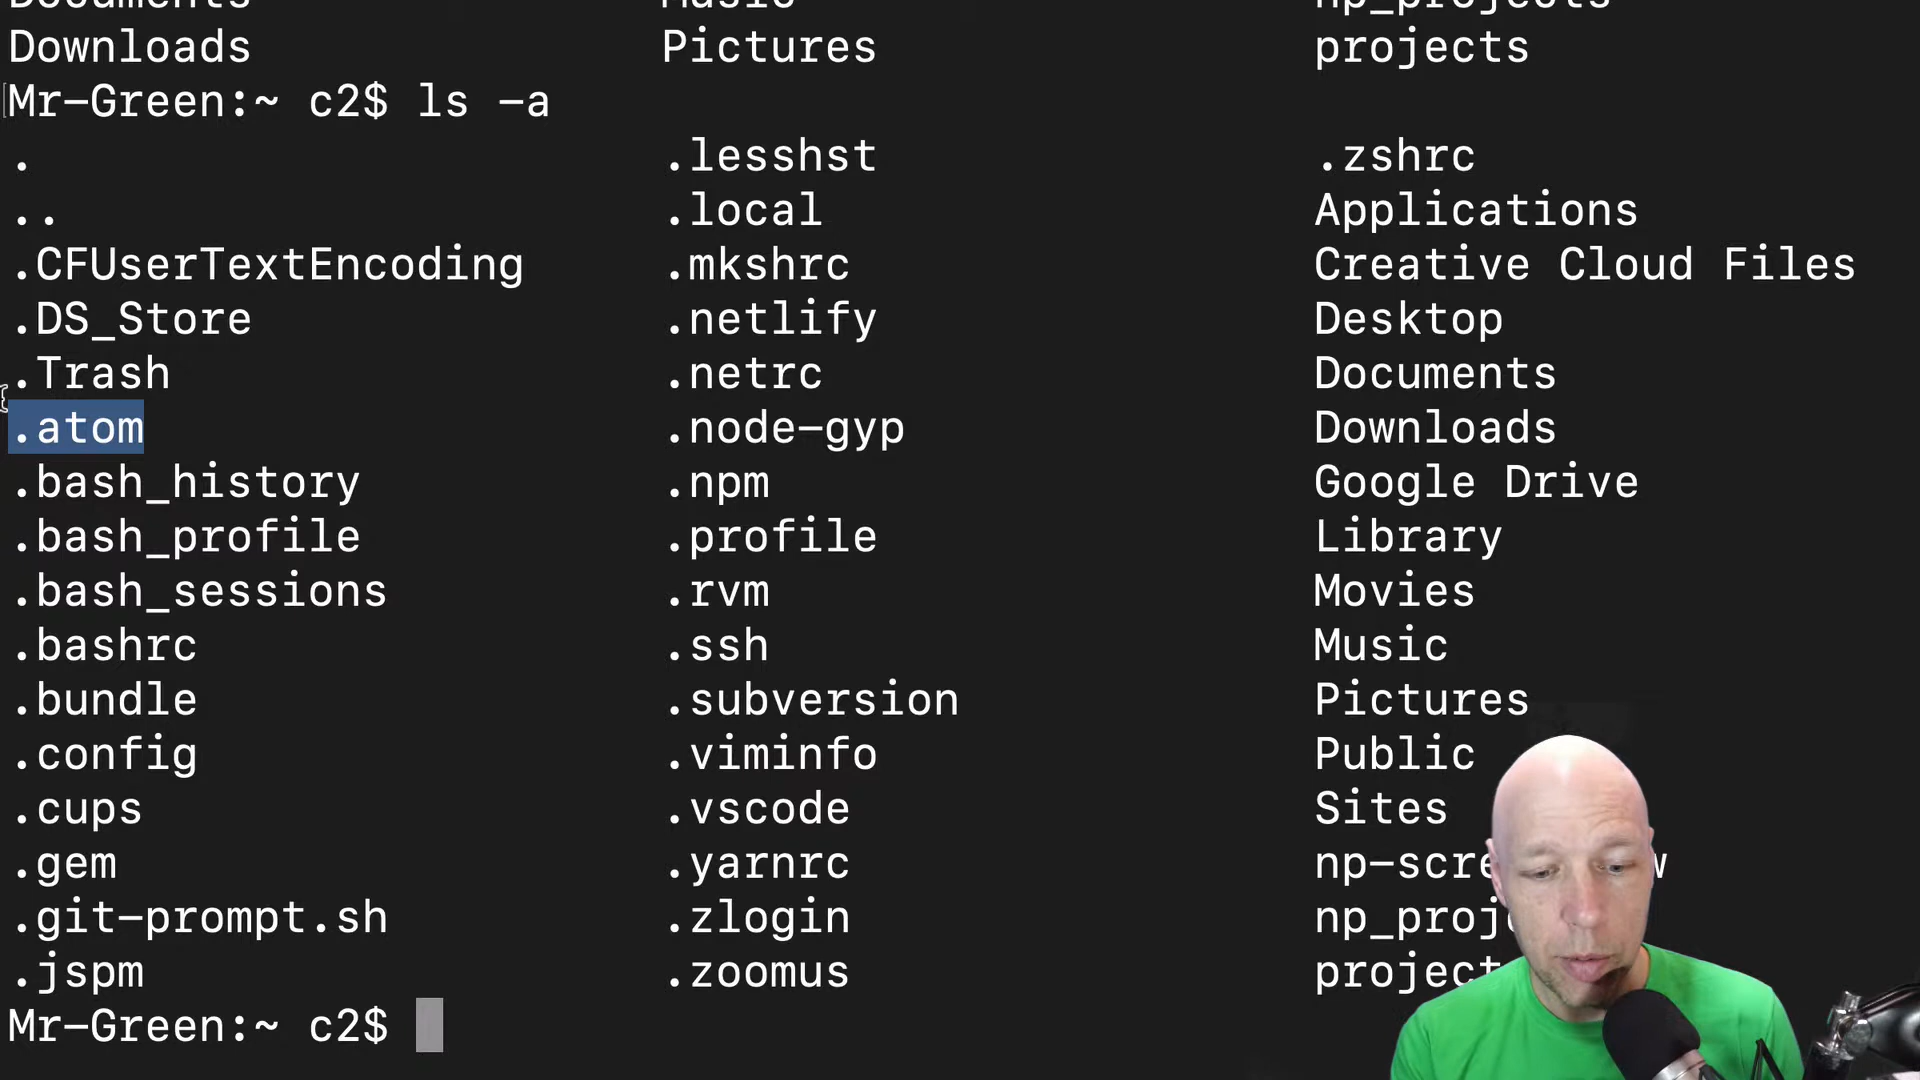 Documents Music np_projects
Downloads Pictures projects
Mr-Green:~ c2$ ls -a
. .lesshst .zshrc
.. .local Applications
.CFUserTextEncoding .mkshrc Creative Cloud Files
.DS_Store .netlify Desktop
.Trash .netrc Documents
.atom .node-gyp Downloads
.bash_history .npm Google Drive
.bash_profile .profile Library
.bash_sessions .rvm Movies
.bashrc .ssh Music
.bundle .subversion Pictures
.config .viminfo Public
.cups .vscode Sites
.gem .yarnrc
.git-prompt.sh .zlogin
.jspm .zoomus
Mr-Green:~ c2$